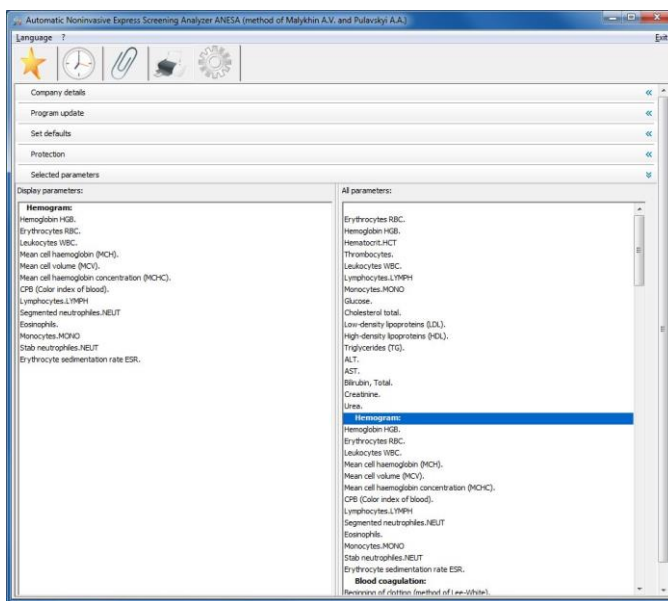 Automatic Noninvasive Express Screening Analyzer ANESA (method of Malykhin A.V. and Pulavskyi A.A.)
Language ? Exit
Company details
Program update
Set defaults
Protection
Selected parameters
Display parameters:
Hemogram:
Hemoglobin HGB.
Erythrocytes RBC.
Leukocytes WBC.
Mean cell haemoglobin (MCH).
Mean cell volume (MCV).
Mean cell haemoglobin concentration (MCHC).
CPB (Color index of blood).
Lymphocytes.LYMPH
Segmented neutrophiles.NEUT
Eosinophils.
Monocytes.MONO
Stab neutrophiles.NEUT
Erythrocyte sedimentation rate ESR.
All parameters:
Erythrocytes RBC.
Hemoglobin HGB.
Hematocrit.HCT
Thrombocytes.
Leukocytes WBC.
Lymphocytes.LYMPH
Monocytes.MONO
Glucose.
Cholesterol total.
Low-density lipoproteins (LDL).
High-density lipoproteins (HDL).
Triglycerides (TG).
ALT.
AST.
Bilirubin, Total.
Creatinine.
Urea.
Hemogram:
Hemoglobin HGB.
Erythrocytes RBC.
Leukocytes WBC.
Mean cell haemoglobin (MCH).
Mean cell volume (MCV).
Mean cell haemoglobin concentration (MCHC).
CPB (Color index of blood).
Lymphocytes.LYMPH
Segmented neutrophiles.NEUT
Eosinophils.
Monocytes.MONO
Stab neutrophiles.NEUT
Erythrocyte sedimentation rate ESR.
Blood coagulation:
Beginning of clotting (method of Lee-White).